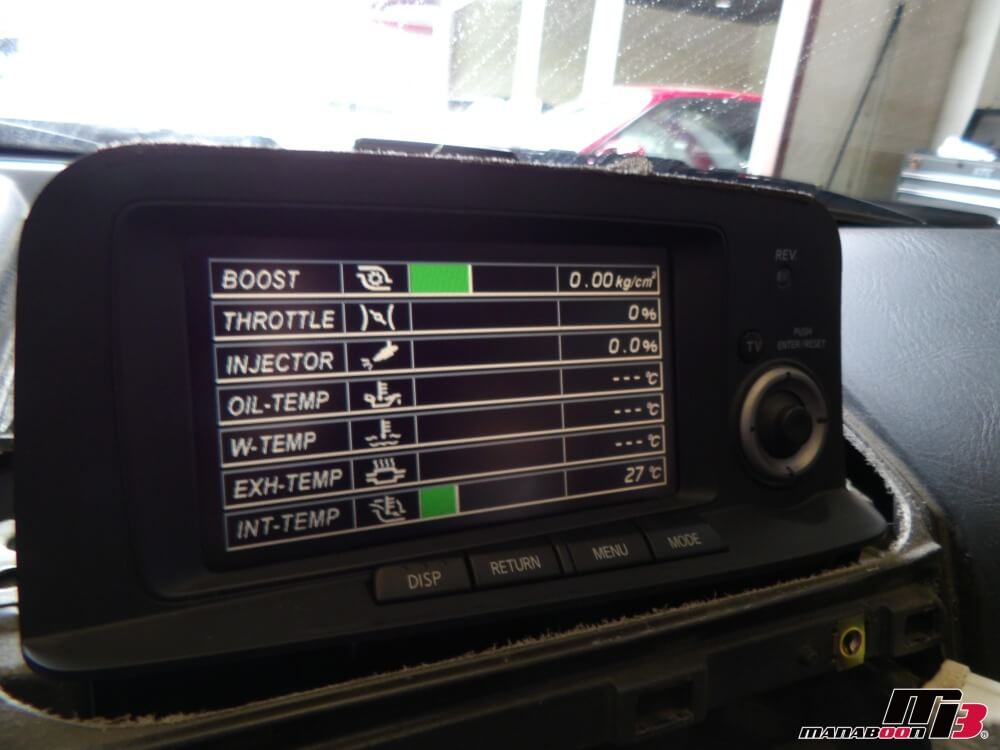 BOOST 0.00 kg/cm²
THROTTLE 0%
INJECTOR 0.0%
OIL-TEMP ---℃
W-TEMP ---℃
EXH-TEMP ---℃
INT-TEMP 27℃
REV.
TV
PUSH
ENTER/RESET
DISP RETURN MENU MODE
MANABOON®